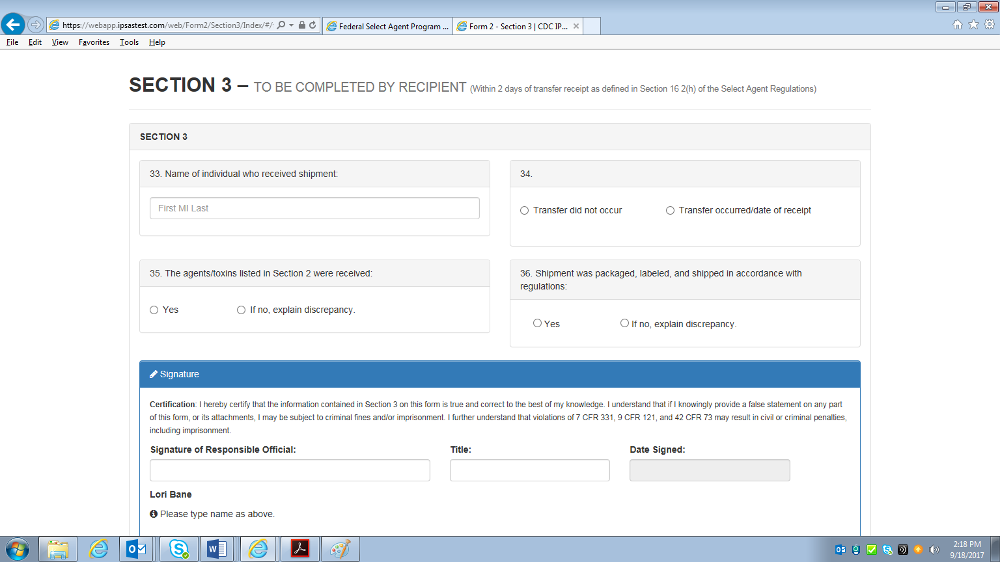 https://webapp.ipsastest.com/web/Form2/Section3/Index/#/
Federal Select Agent Program ...
Form 2 - Section 3 | CDC IP...
File Edit View Favorites Tools Help
SECTION 3 – TO BE COMPLETED BY RECIPIENT (Within 2 days of transfer receipt as defined in Section 16 2(h) of the Select Agent Regulations)
SECTION 3
33. Name of individual who received shipment:
First MI Last
34.
Transfer did not occur
Transfer occurred/date of receipt
35. The agents/toxins listed in Section 2 were received:
Yes
If no, explain discrepancy.
36. Shipment was packaged, labeled, and shipped in accordance with
regulations:
Yes
If no, explain discrepancy.
Signature
Certification: I hereby certify that the information contained in Section 3 on this form is true and correct to the best of my knowledge. I understand that if I knowingly provide a false statement on any part
of this form, or its attachments, I may be subject to criminal fines and/or imprisonment. I further understand that violations of 7 CFR 331, 9 CFR 121, and 42 CFR 73 may result in civil or criminal penalties,
including imprisonment.
Signature of Responsible Official:
Title:
Date Signed:
Lori Bane
Please type name as above.
2:18 PM
9/18/2017